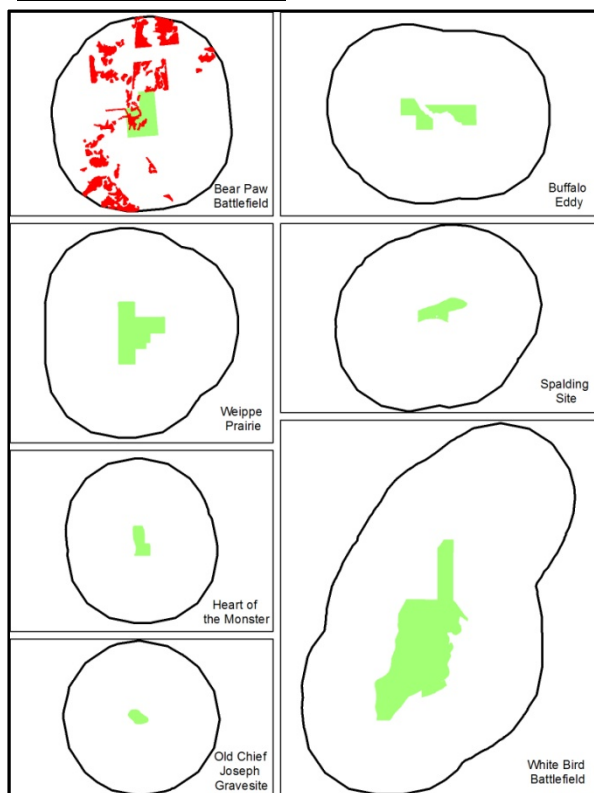 Bear Paw
Battlefield
Buffalo
Eddy
Weippe
Prairie
Spalding
Site
Heart of
the Monster
Old Chief
Joseph
Gravesite
White Bird
Battlefield